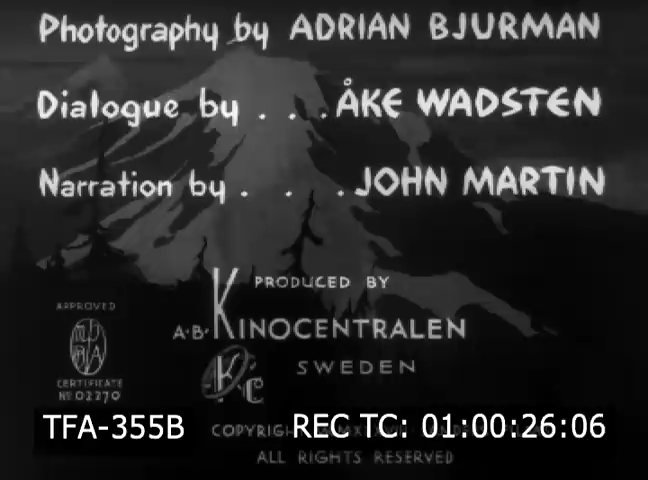 Photography by ADRIAN BJURMAN
Dialogue by . . . ÅKE WADSTEN
Narration by . . . JOHN MARTIN
PRODUCED BY
A·B· KINOCENTRALEN
SWEDEN
APPROVED
CERTIFICATE
No 02270
TFA-355B
REC TC: 01:00:26:06
COPYRIGHT
ALL RIGHTS RESERVED